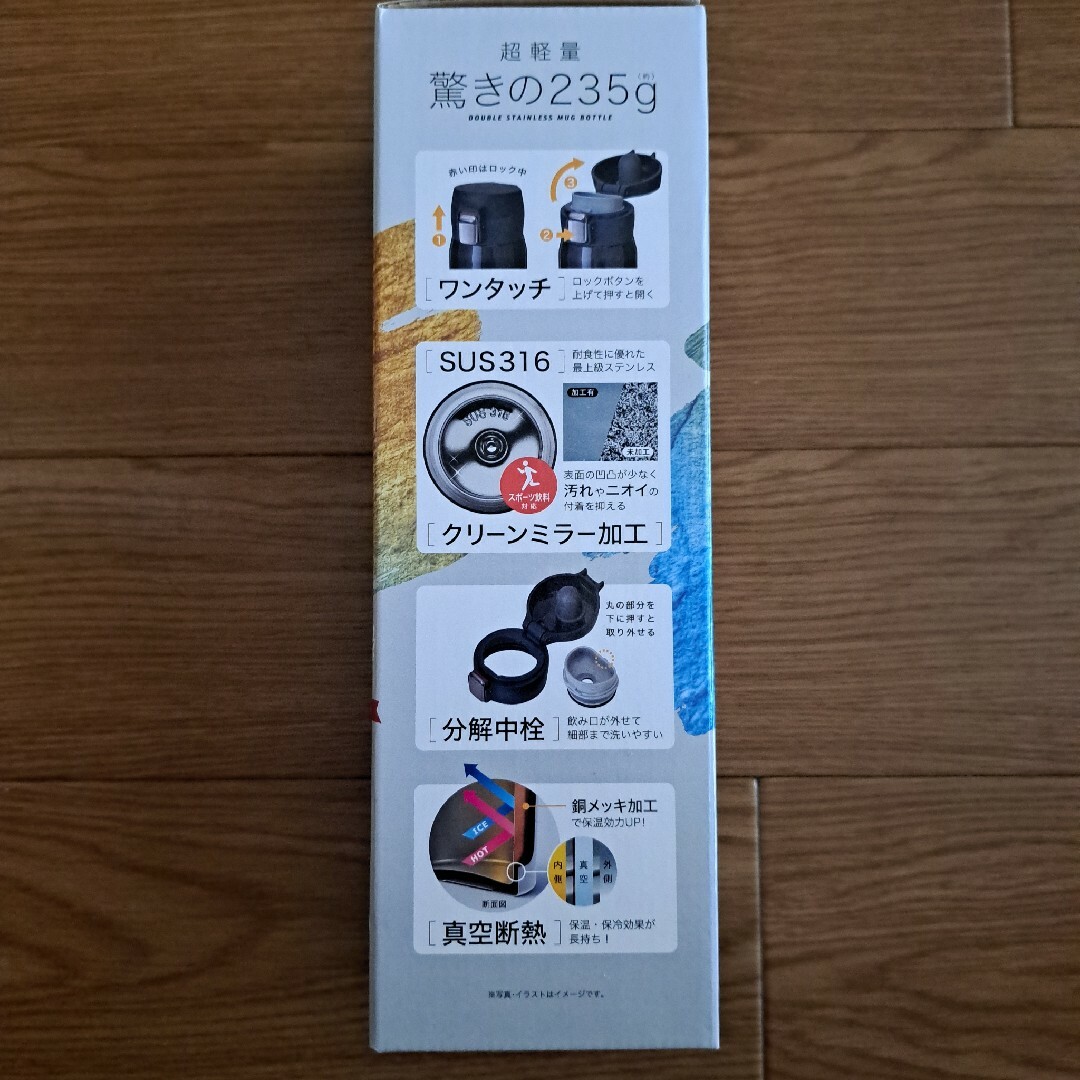 超軽量
驚きの235g
(約)
DOUBLE STAINLESS MUG BOTTLE
赤い印はロック中
1
2
3
[ワンタッチ]
ロックボタンを
上げて押すと開く
[SUS316]
耐食性に優れた
最上級ステンレス
SUS 316
加工有
未加工
スポーツ飲料
対応
表面の凹凸が少なく
汚れやニオイの
付着を抑える
[クリーンミラー加工]
丸の部分を
下に押すと
取り外せる
[分解中栓]
飲み口が外せて
細部まで洗いやすい
銅メッキ加工
で保温効力UP!
ICE
HOT
内側
真空
外側
断面図
[真空断熱]
保温・保冷効果が
長持ち!
※写真・イラストはイメージです。